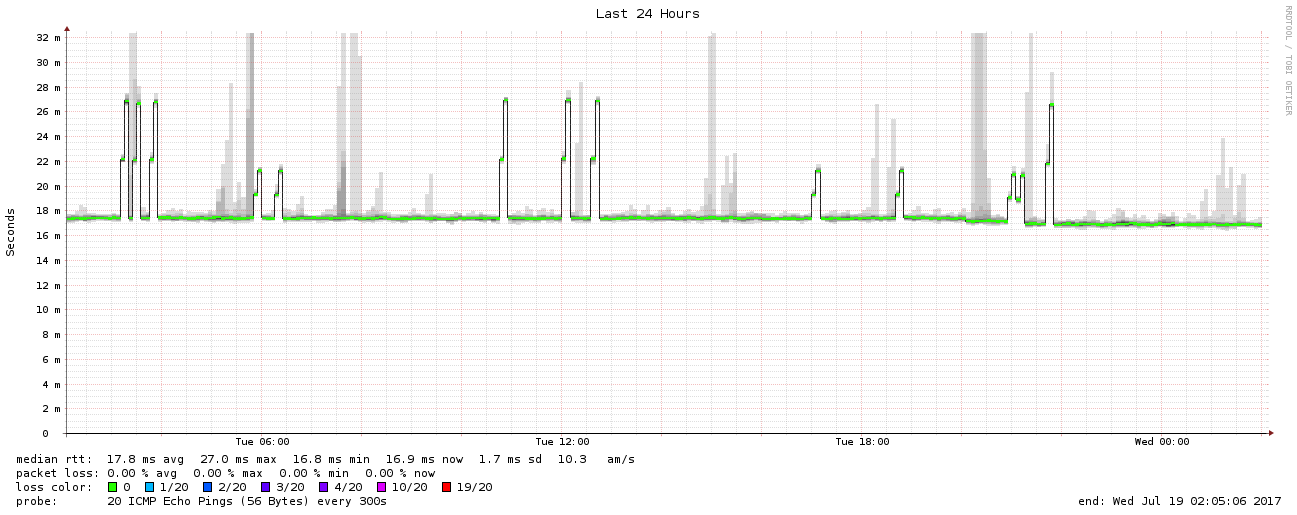 Last 24 Hours
RRDTOOL / TOBI OETIKER
Seconds
32 m
30 m
28 m
26 m
24 m
22 m
20 m
18 m
16 m
14 m
12 m
10 m
8 m
6 m
4 m
2 m
0
Tue 06:00 Tue 12:00 Tue 18:00 Wed 00:00
median rtt: 17.8 ms avg 27.0 ms max 16.8 ms min 16.9 ms now 1.7 ms sd 10.3 am/s
packet loss: 0.00 % avg 0.00 % max 0.00 % min 0.00 % now
loss color: 0 1/20 2/20 3/20 4/20 10/20 19/20
probe: 20 ICMP Echo Pings (56 Bytes) every 300s end: Wed Jul 19 02:05:06 2017